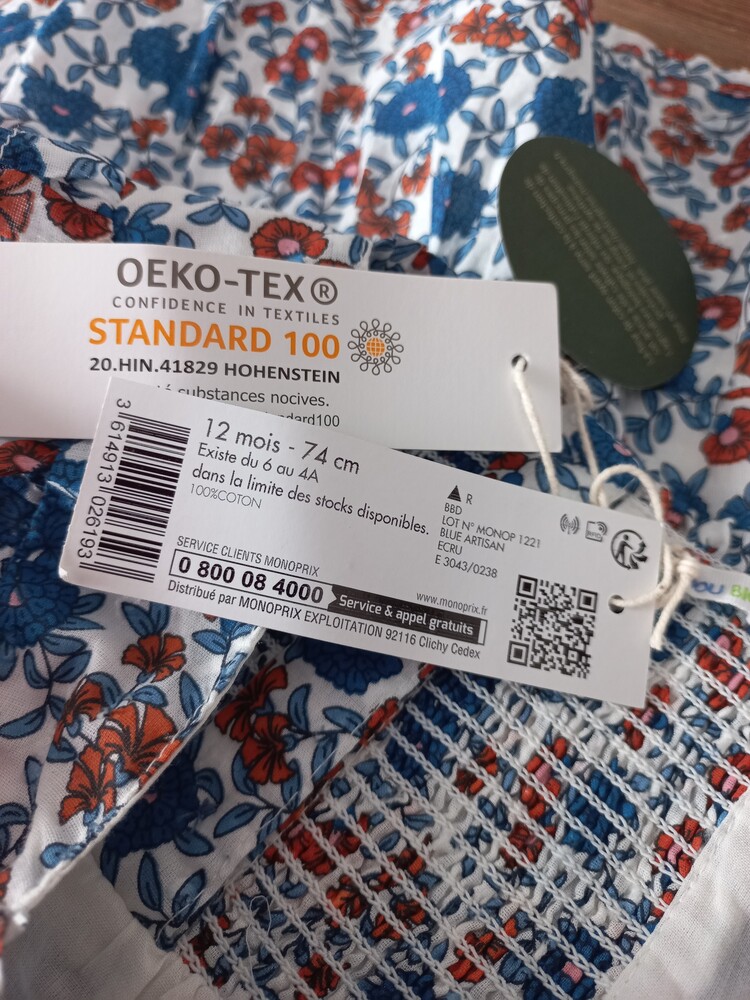 OEKO-TEX®
CONFIDENCE IN TEXTILES
STANDARD 100
20.HIN.41829 HOHENSTEIN
substances nocives.
3 614913 026193
12 mois - 74 cm
Existe du 6 au 4A
dans la limite des stocks disponibles.
100%COTON
R
BBD
LOT N° MONOP 1221
BLUE ARTISAN
ECRU
E 3043/0238
SERVICE CLIENTS MONOPRIX
0 800 08 4000 Service & appel gratuits
www.monoprix.fr
Distribué par MONOPRIX EXPLOITATION 92116 Clichy Cedex